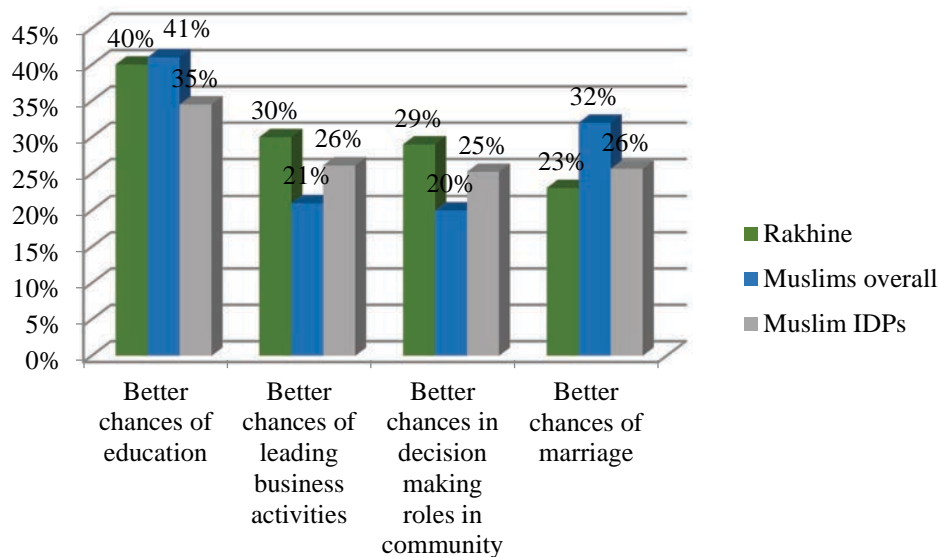 45%
40%
35%
30%
25%
20%
15%
10%
5%
0%
40%
41%
35%
30%
21%
26%
29%
20%
25%
23%
32%
26%
Better
chances of
education
Better
chances of
leading
business
activities
Better
chances in
decision
making
roles in
community
Better
chances of
marriage
Rakhine
Muslims overall
Muslim IDPs